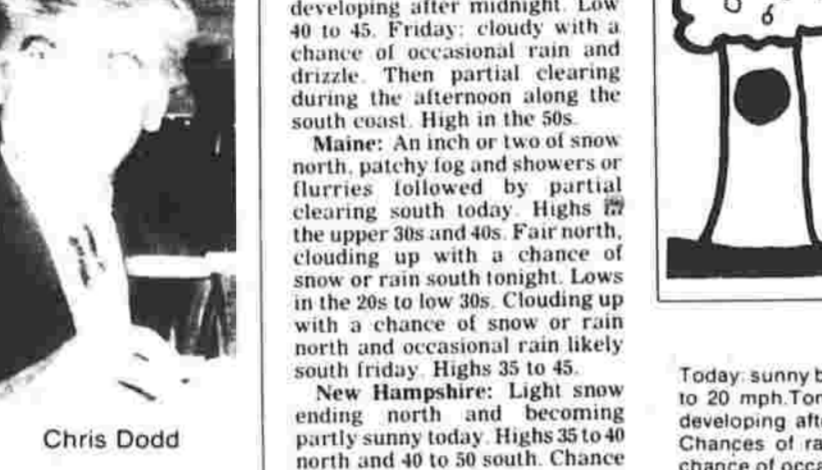 Chris Dodd
developing after midnight. Low
40 to 45. Friday: cloudy with a
chance of occasional rain and
drizzle. Then partial clearing
during the afternoon along the
south coast. High in the 50s.
Maine: An inch or two of snow
north, patchy fog and showers or
flurries followed by partial
clearing south today. Highs
the upper 30s and 40s. Fair north,
clouding up with a chance of
snow or rain south tonight. Lows
in the 20s to low 30s. Clouding up
with a chance of snow or rain
north and occasional rain likely
south friday. Highs 35 to 45.
New Hampshire: Light snow
ending north and becoming
partly sunny today. Highs 35 to 40
north and 40 to 50 south. Chance
6
Today: sunny b
to 20 mph.Ton
developing afte
Chances of ra
chance of occa